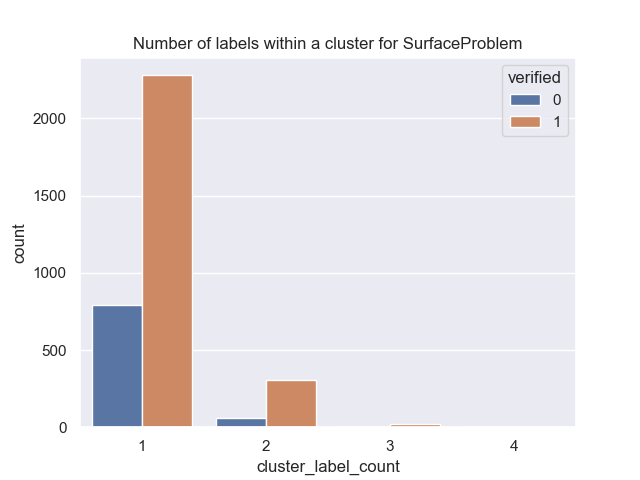 Number of labels within a cluster for SurfaceProblem
verified
0
1
2000
1500
1000
500
0
count
1 2 3 4
cluster_label_count